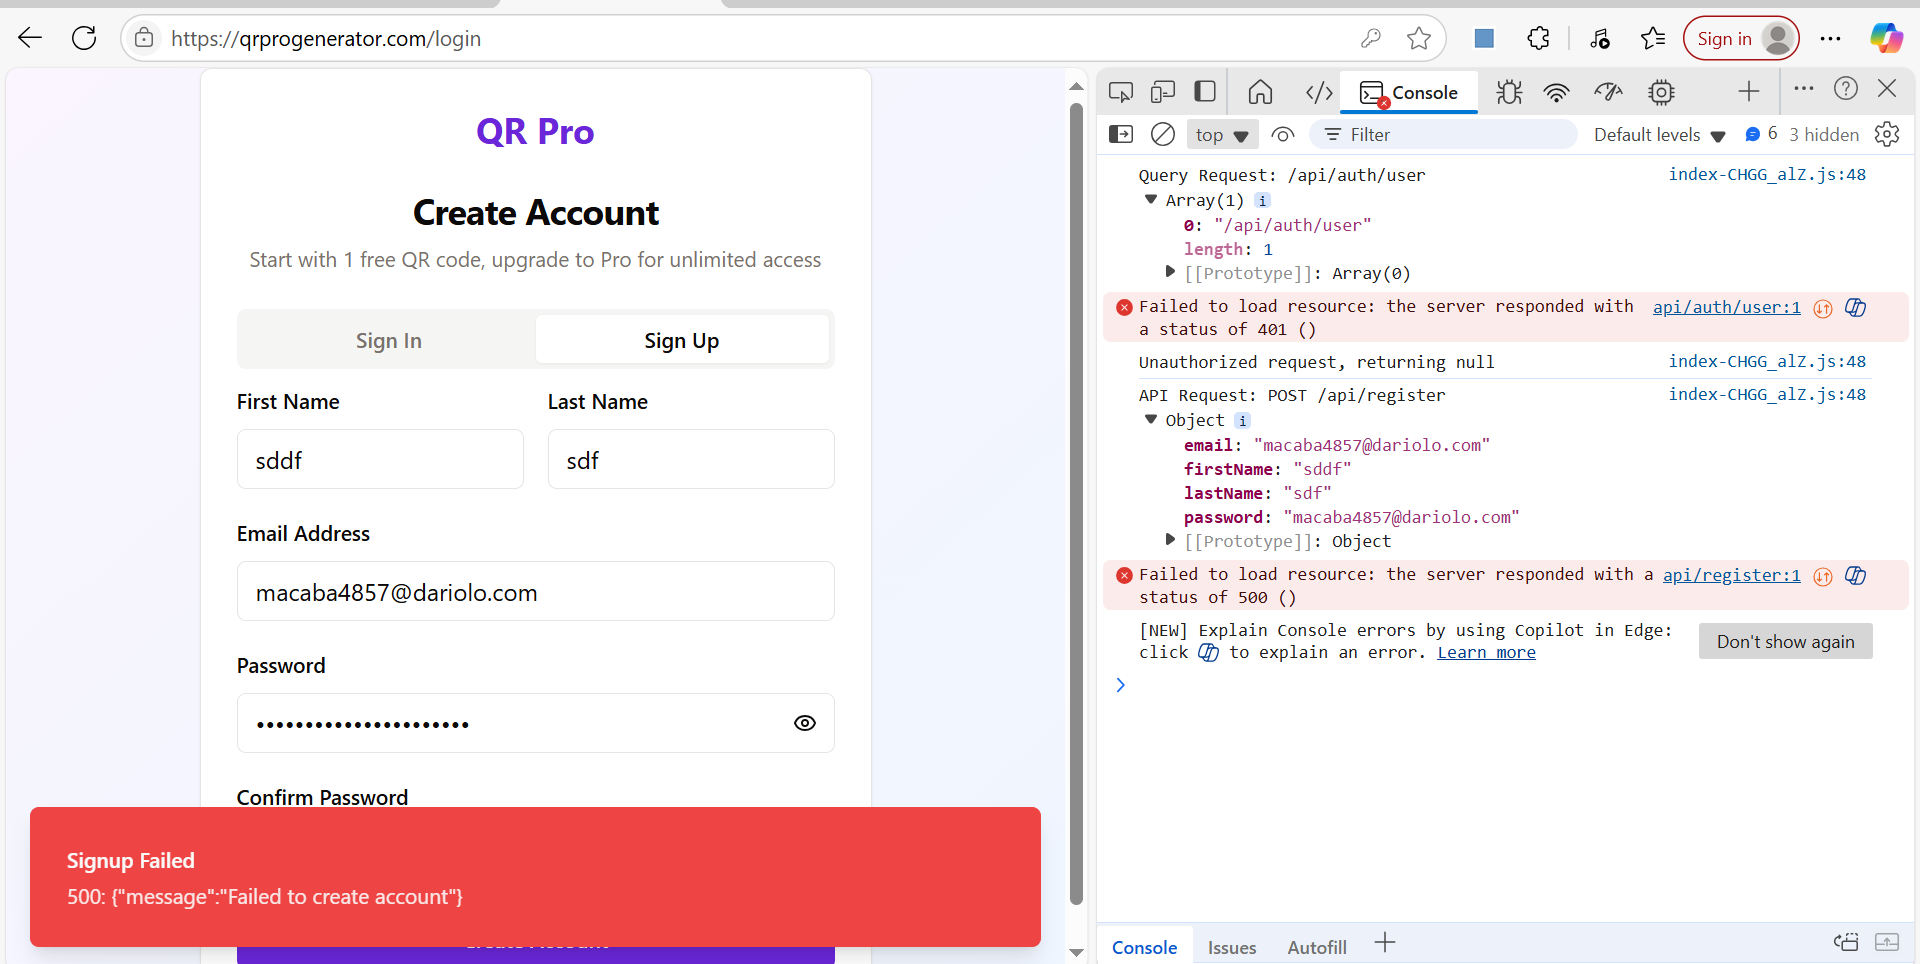 https://qrprogenerator.com/login
Sign in
QR Pro
Create Account
Start with 1 free QR code, upgrade to Pro for unlimited access
Sign In
Sign Up
First Name
Last Name
sddf
sdf
Email Address
macaba4857@dariolo.com
Password
Confirm Password
Signup Failed
500: {"message":"Failed to create account"}
Console
top
Filter
Default levels
6
3 hidden
Query Request: /api/auth/user
index-CHGG_alZ.js:48
Array(1)
0: "/api/auth/user"
length: 1
[[Prototype]]: Array(0)
Failed to load resource: the server responded with
api/auth/user:1
a status of 401 ()
Unauthorized request, returning null
index-CHGG_alZ.js:48
API Request: POST /api/register
index-CHGG_alZ.js:48
Object
email: "macaba4857@dariolo.com"
firstName: "sddf"
lastName: "sdf"
password: "macaba4857@dariolo.com"
[[Prototype]]: Object
Failed to load resource: the server responded with a
api/register:1
status of 500 ()
[NEW] Explain Console errors by using Copilot in Edge:
click to explain an error. Learn more
Don't show again
Console
Issues
Autofill